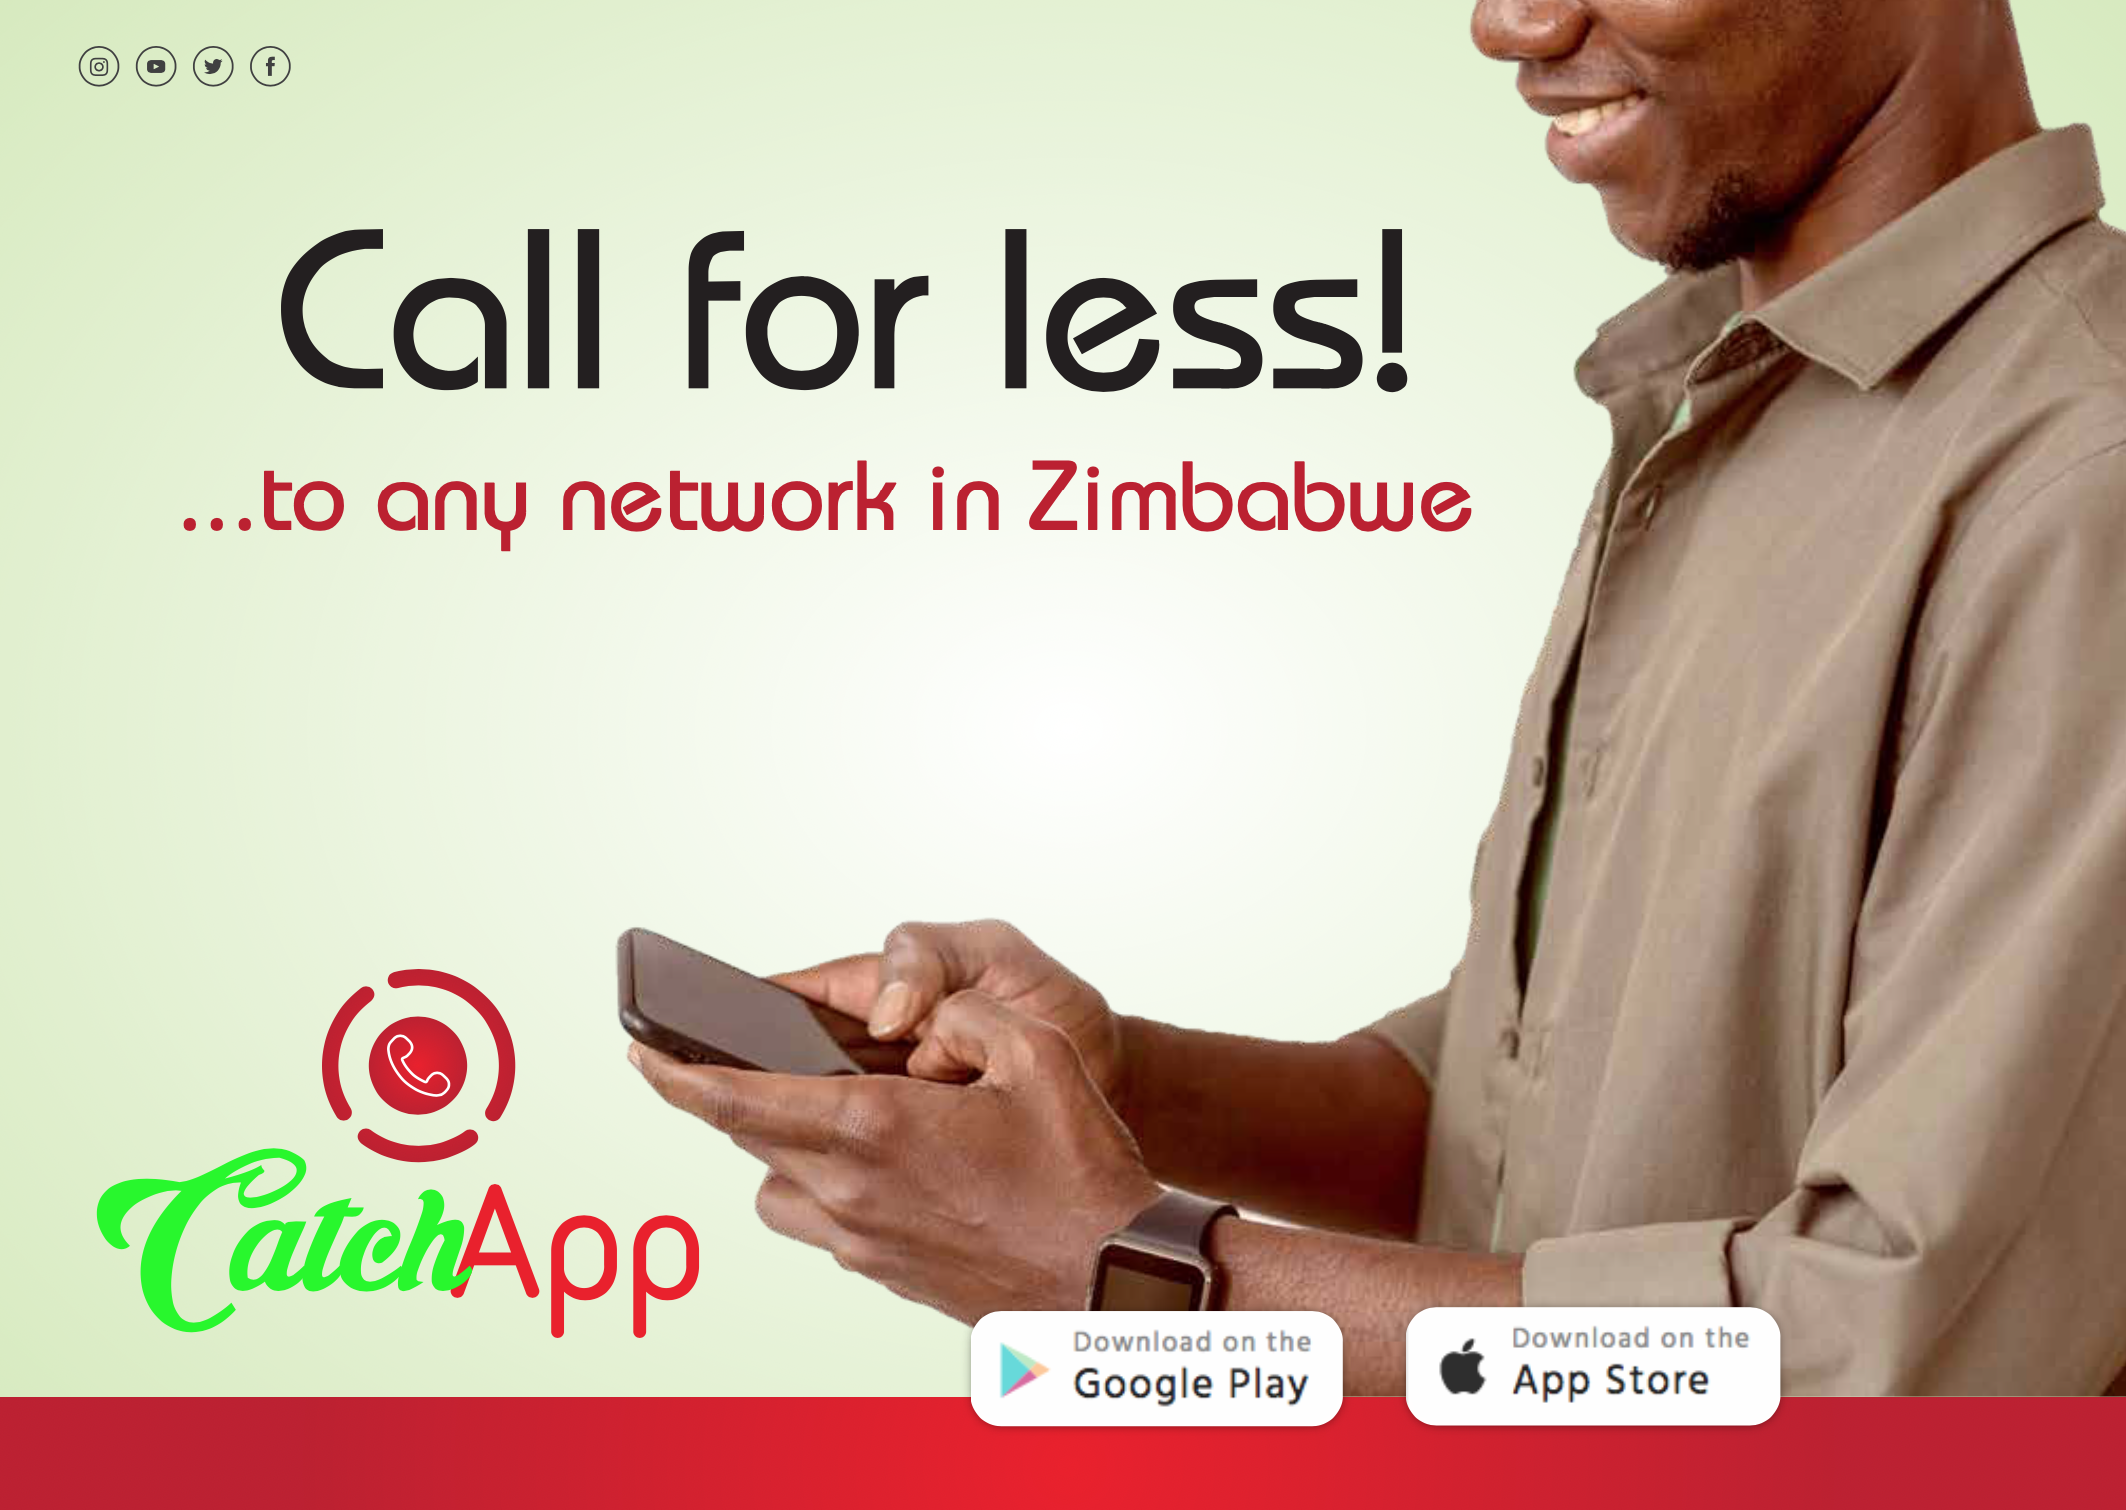 Call for less!
...to any network in Zimbabwe
CatchApp
Download on the
Google Play
Download on the
App Store